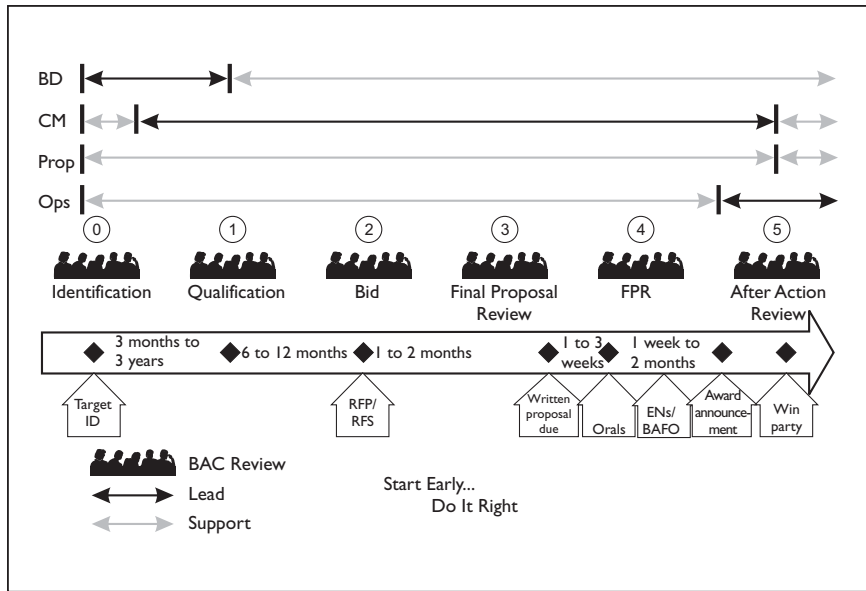 BD
CM
Prop
Ops
0
1
2
3
4
5
Identification
Qualification
Bid
Final Proposal
Review
FPR
After Action
Review
3 months to
3 years
6 to 12 months
1 to 2 months
1 to 3
weeks
1 week to
2 months
Target
ID
RFP/
RFS
Written
proposal
due
Orals
ENs/
BAFO
Award
announce-
ment
Win
party
BAC Review
Lead
Support
Start Early...
Do It Right